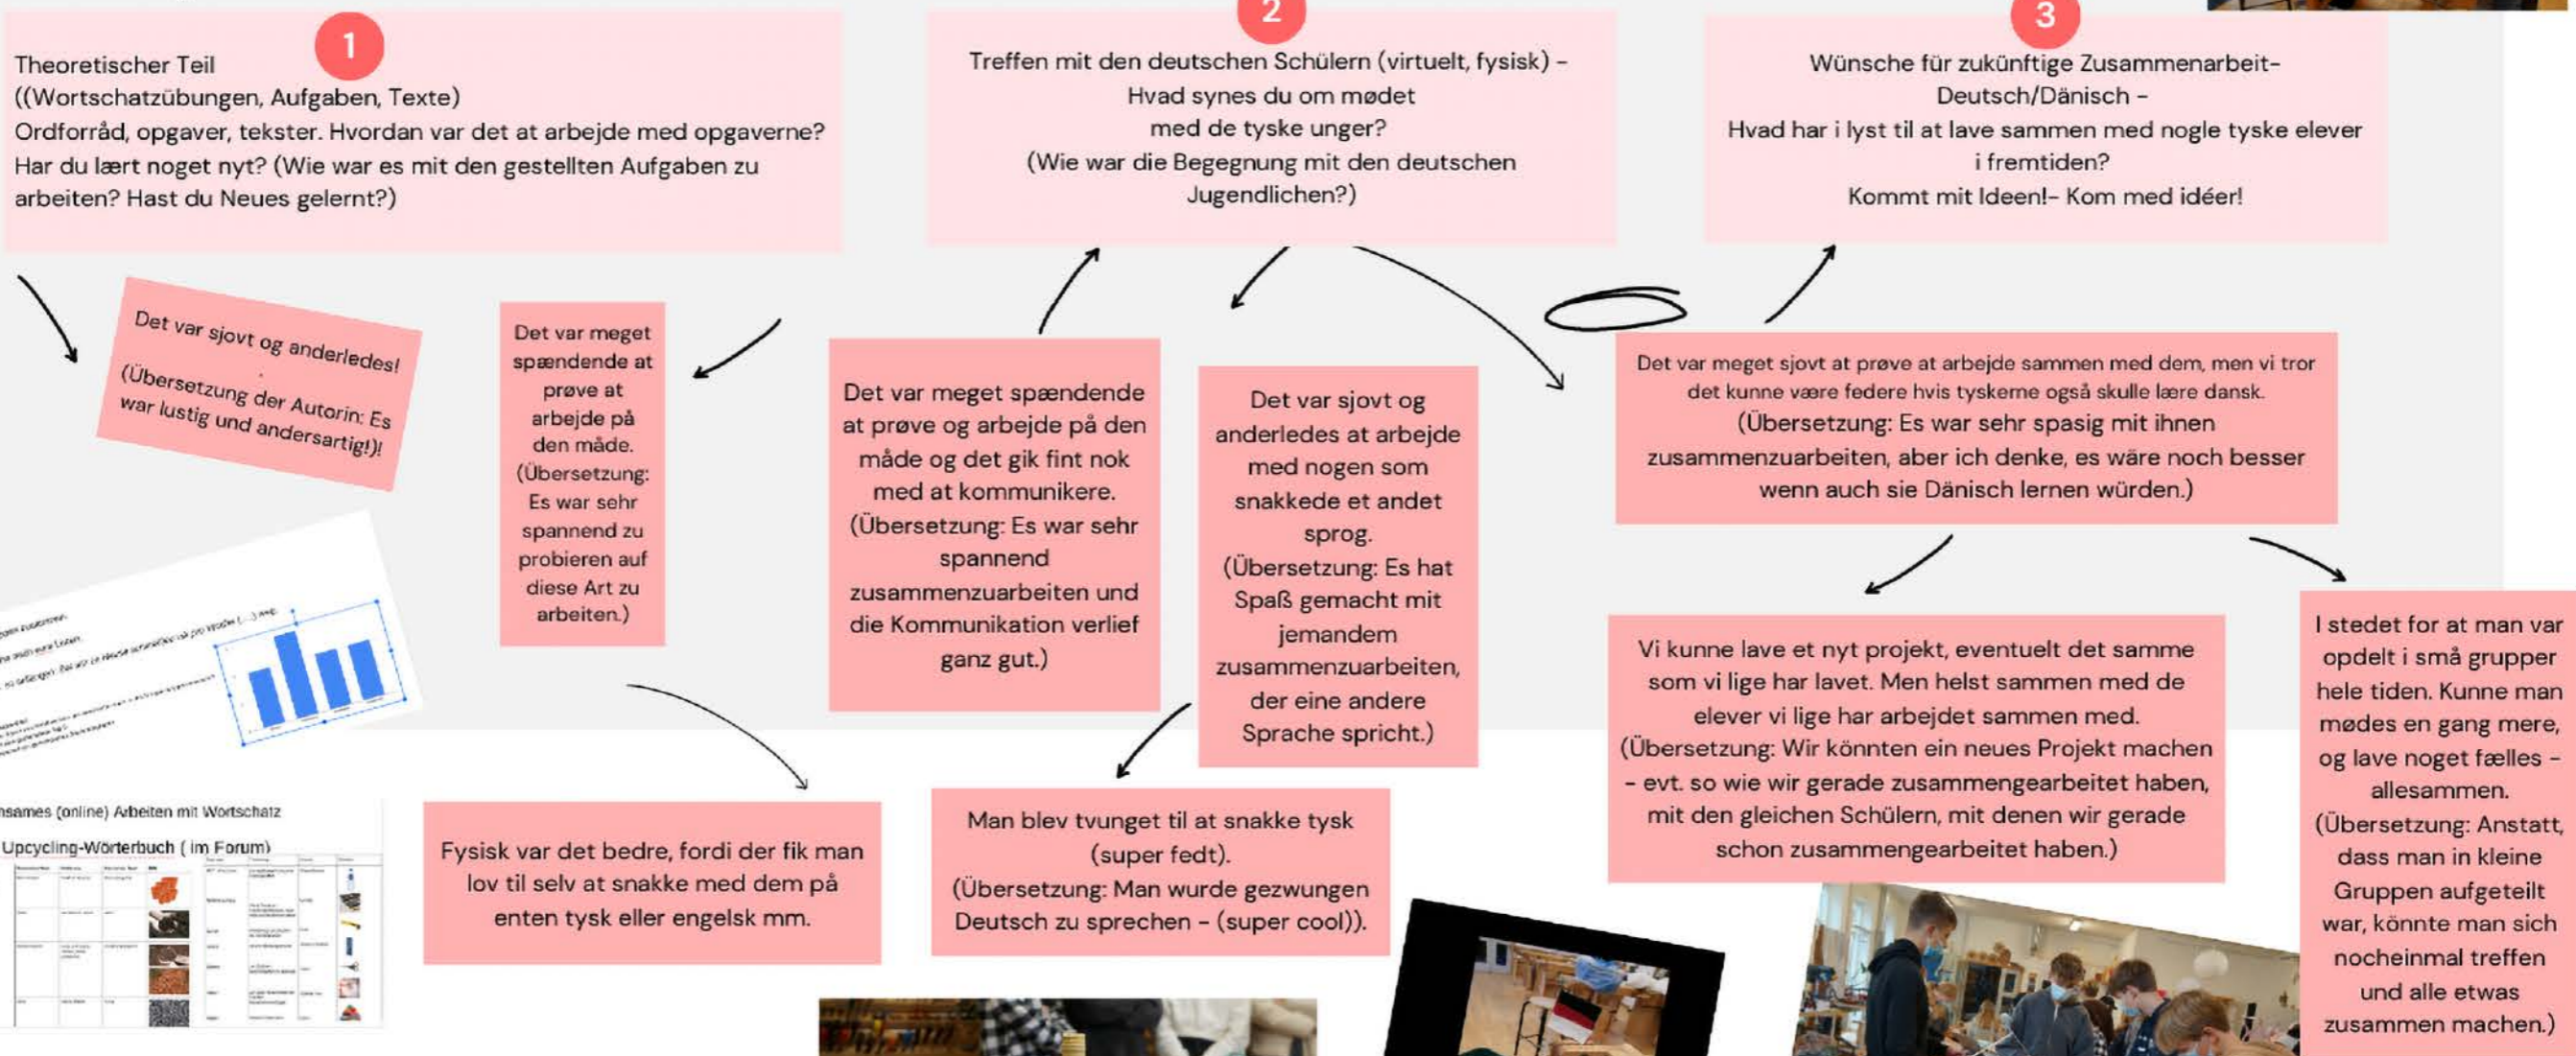 1
Theoretischer Teil
((Wortschatzübungen, Aufgaben, Texte)
Ordforråd, opgaver, tekster. Hvordan var det at arbejde med opgaverne?
Har du lært noget nyt? (Wie war es mit den gestellten Aufgaben zu
arbeiten? Hast du Neues gelernt?)
2
Treffen mit den deutschen Schülern (virtuelt, fysisk) -
Hvad synes du om mødet
med de tyske unger?
(Wie war die Begegnung mit den deutschen
Jugendlichen?)
3
Wünsche für zukünftige Zusammenarbeit-
Deutsch/Dänisch -
Hvad har i lyst til at lave sammen med nogle tyske elever
i fremtiden?
Kommt mit Ideen!- Kom med idéer!
Det var sjovt og anderledes!
.
(Übersetzung der Autorin: Es
war lustig und andersartig!)!
Det var meget
spændende at
prøve at
arbejde på
den måde.
(Übersetzung:
Es war sehr
spannend zu
probieren auf
diese Art zu
arbeiten.)
Det var meget spændende
at prøve og arbejde på den
måde og det gik fint nok
med at kommunikere.
(Übersetzung: Es war sehr
spannend
zusammenzuarbeiten und
die Kommunikation verlief
ganz gut.)
Det var sjovt og
anderledes at arbejde
med nogen som
snakkede et andet
sprog.
(Übersetzung: Es hat
Spaß gemacht mit
jemandem
zusammenzuarbeiten,
der eine andere
Sprache spricht.)
Det var meget sjovt at prøve at arbejde sammen med dem, men vi tror
det kunne være federe hvis tyskerne også skulle lære dansk.
(Übersetzung: Es war sehr spasig mit ihnen
zusammenzuarbeiten, aber ich denke, es wäre noch besser
wenn auch sie Dänisch lernen würden.)
Vi kunne lave et nyt projekt, eventuelt det samme
som vi lige har lavet. Men helst sammen med de
elever vi lige har arbejdet sammen med.
(Übersetzung: Wir könnten ein neues Projekt machen
- evt. so wie wir gerade zusammengearbeitet haben,
mit den gleichen Schülern, mit denen wir gerade
schon zusammengearbeitet haben.)
I stedet for at man var
opdelt i små grupper
hele tiden. Kunne man
mødes en gang mere,
og lave noget fælles -
allesammen.
(Übersetzung: Anstatt,
dass man in kleine
Gruppen aufgeteilt
war, könnte man sich
nocheinmal treffen
und alle etwas
zusammen machen.)
Fysisk var det bedre, fordi der fik man
lov til selv at snakke med dem på
enten tysk eller engelsk mm.
Man blev tvunget til at snakke tysk
(super fedt).
(Übersetzung: Man wurde gezwungen
Deutsch zu sprechen - (super cool)).
nsames (online) Arbeiten mit Wortschatz
Upcycling-Wörterbuch ( im Forum)